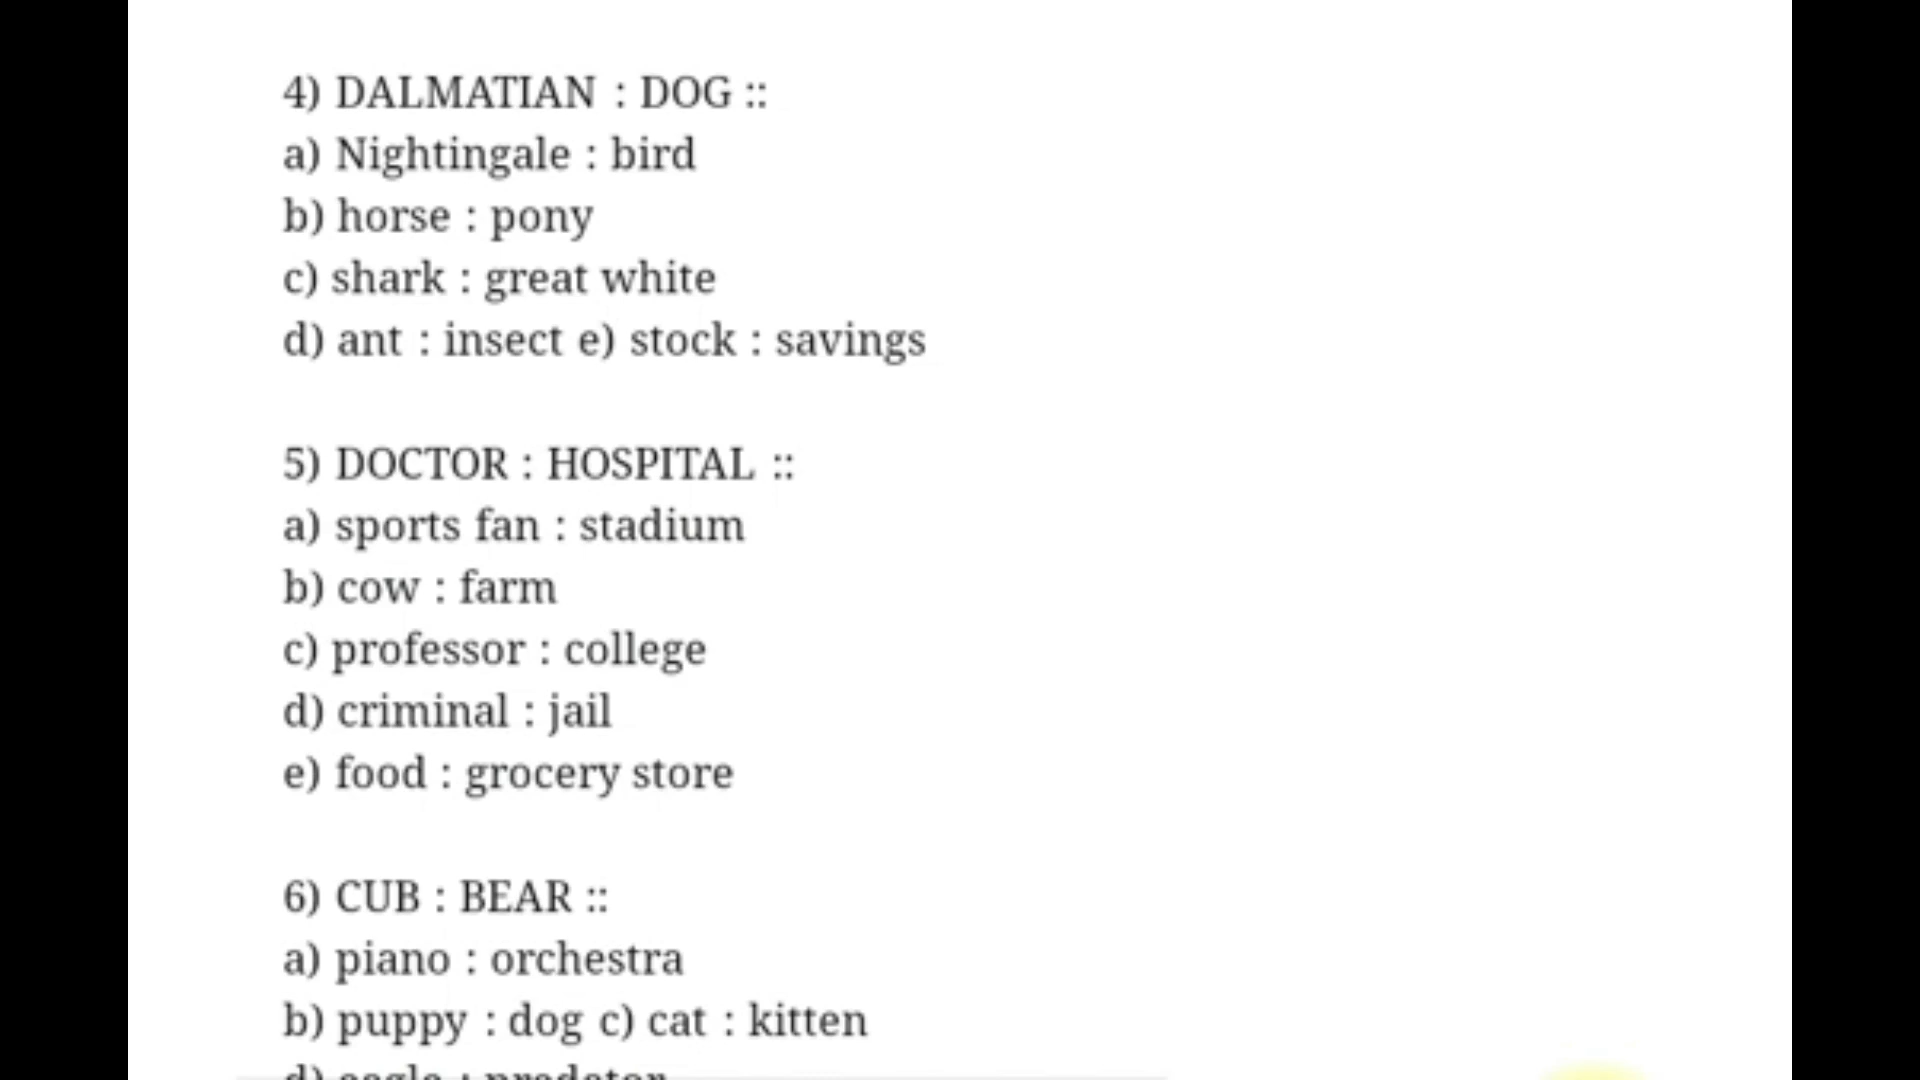 4) DALMATIAN : DOG ::
a) Nightingale : bird
b) horse : pony
c) shark : great white
d) ant : insect e) stock : savings
5) DOCTOR : HOSPITAL ::
a) sports fan : stadium
b) cow : farm
c) professor : college
d) criminal : jail
e) food : grocery store
6) CUB : BEAR ::
a) piano : orchestra
b) puppy : dog c) cat : kitten
d) eagle : predator